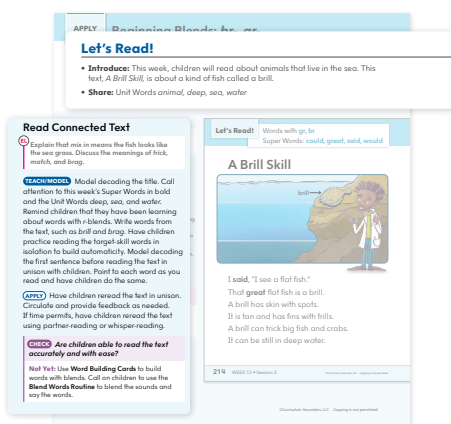 APPLY Beginning Blends: br, gr
Let's Read!
• Introduce: This week, children will read about animals that live in the sea. This
text, A Brill Skill, is about a kind of fish called a brill.
• Share: Unit Words animal, deep, sea, water
Read Connected Text
EL
Explain that mix in means the fish looks like
the sea grass. Discuss the meanings of trick,
match, and brag.
TEACH/MODEL Model decoding the title. Call
attention to this week's Super Words in bold
and the Unit Words deep, sea, and water.
Remind children that they have been learning
about words with r-blends. Write words from
the text, such as brill and brag. Have children
practice reading the target-skill words in
isolation to build automaticity. Model decoding
the first sentence before reading the text in
unison with children. Point to each word as you
read and have children do the same.
APPLY Have children reread the text in unison.
Circulate and provide feedback as needed.
If time permits, have children reread the text
using partner-reading or whisper-reading.
CHECK Are children able to read the text
accurately and with ease?
Not Yet: Use Word Building Cards to build
words with blends. Call on children to use the
Blend Words Routine to blend the sounds and
say the words.
Let's Read!
Words with gr, br
Super Words: could, great, said, would
A Brill Skill
brill
I said, "I see a flat fish."
That great flat fish is a brill.
A brill has skin with spots.
It is tan and has fins with frills.
A brill can trick big fish and crabs.
It can be still in deep water.
214 WEEK 12 • Session 2
©Curriculum Associates, LLC Copying is not permitted.
©Curriculum Associates, LLC Copying is not permitted.